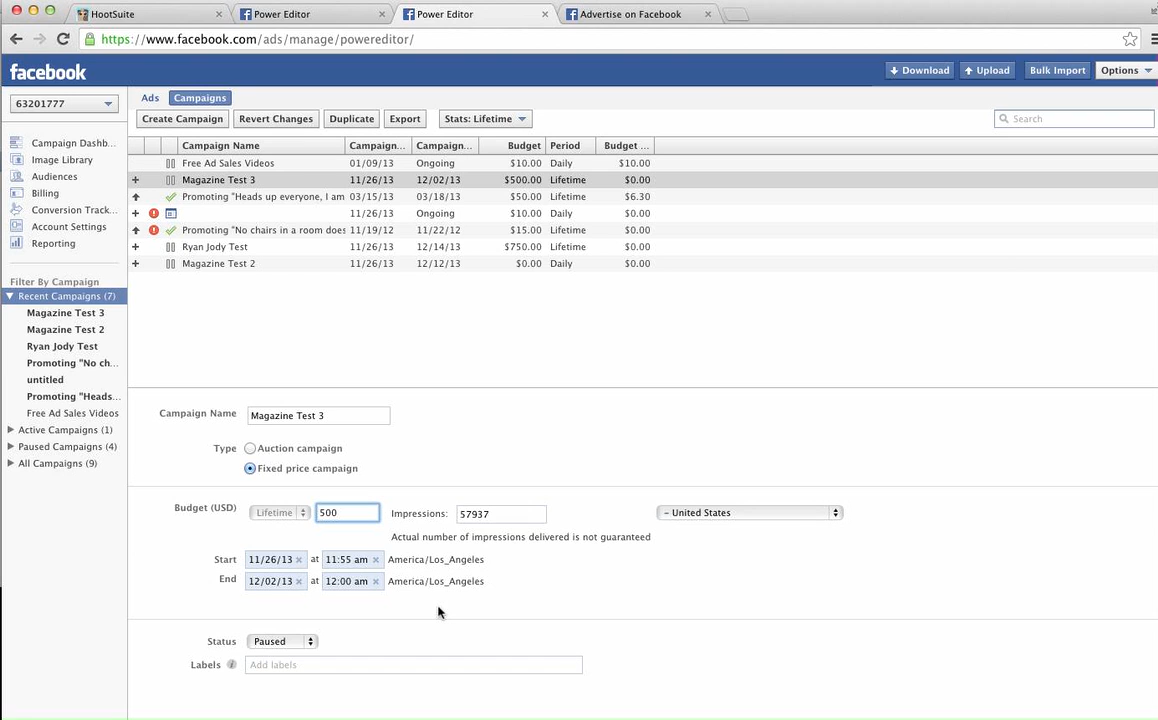 HootSuite
Power Editor
Power Editor
Advertise on Facebook
https://www.facebook.com/ads/manage/powereditor/
facebook
Download
Upload
Bulk Import
Options
63201777
Ads
Campaigns
Create Campaign
Revert Changes
Duplicate
Export
Stats: Lifetime
Search
Campaign Dashb...
Image Library
Audiences
Billing
Conversion Track...
Account Settings
Reporting
Filter By Campaign
Recent Campaigns (7)
Magazine Test 3
Magazine Test 2
Ryan Jody Test
Promoting "No ch...
untitled
Promoting "Heads...
Free Ad Sales Videos
Active Campaigns (1)
Paused Campaigns (4)
All Campaigns (9)
Campaign Name Campaign... Campaign... Budget Period Budget ...
Free Ad Sales Videos 01/09/13 Ongoing $10.00 Daily $10.00
Magazine Test 3 11/26/13 12/02/13 $500.00 Lifetime $0.00
Promoting "Heads up everyone, I am 03/15/13 03/18/13 $50.00 Lifetime $6.30
11/26/13 Ongoing $10.00 Daily $0.00
Promoting "No chairs in a room does 11/19/12 11/22/12 $15.00 Lifetime $0.00
Ryan Jody Test 11/26/13 12/14/13 $750.00 Lifetime $0.00
Magazine Test 2 11/26/13 12/12/13 $0.00 Daily $0.00
Campaign Name Magazine Test 3
Type Auction campaign
Fixed price campaign
Budget (USD) Lifetime 500 Impressions: 57937 – United States
Actual number of impressions delivered is not guaranteed
Start 11/26/13 × at 11:55 am × America/Los_Angeles
End 12/02/13 × at 12:00 am × America/Los_Angeles
Status Paused
Labels i Add labels